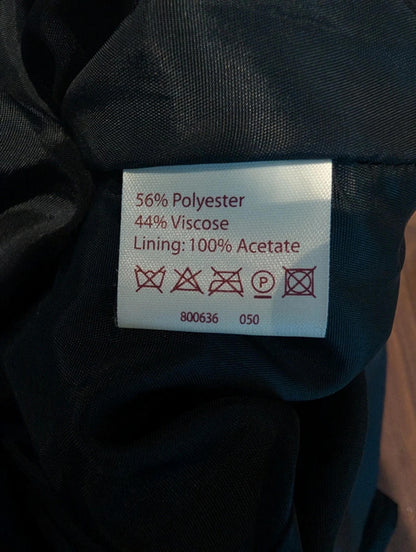 56% Polyester
44% Viscose
Lining: 100% Acetate
P
800636 050